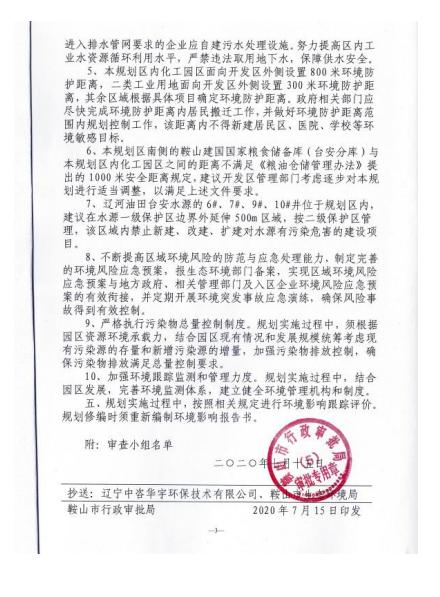 进入排水管网要求的企业应自建污水处理设施。努力提高区内工
业水资源循环利用水平，严禁违法取用地下水，保障供水安全。
5、本规划区内化工园区面向开发区外侧设置 800 米环境防
护距离，二类工业用地面向开发区外侧设置 300 米环境防护距
离，其余区域根据具体项目确定环境防护距离。政府相关部门应
尽快完成环境防护距离内居民搬迁工作，并做好环境防护距离范
围内规划控制工作，该距离内不得新建居民区、医院、学校等环
境敏感目标。
6、本规划区南侧的鞍山建国国家粮食储备库（台安分库）与
本规划区内化工园区之间的距离不满足《粮油仓储管理办法》提
出的 1000 米安全距离规定，建议开发区管理部门考虑逐步对本规
划进行适当调整，以满足上述文件要求。
7、辽河油田台安水源的 6#、7#、9#、10#井位于规划区内，
建议在水源一级保护区边界外延伸 500m 区域，按二级保护区管
理，该区域内禁止新建、改建、扩建对水源有污染危害的建设项
目。
8、不断提高区域环境风险的防范与应急处理能力，制定完善
的环境风险应急预案，报生态环境部门备案，实现区域环境风险
应急预案与地方政府、相关管理部门及入区企业环境风险应急预
案的有效衔接，并定期开展环境突发事故应急演练，确保风险事
故得到有效控制。
9、严格执行污染物总量控制制度。规划实施过程中，须根据
园区资源环境承载力，结合园区现有情况和发展规模统筹考虑现
有污染源的存量和新增污染源的增量，加强污染物排放控制，确
保污染物排放满足总量控制要求。
10、加强环境跟踪监测和管理力度。规划实施过程中，结合
园区发展，完善环境监测体系，建立健全环境管理机构和制度。
五、规划实施过程中，按照相关规定进行环境影响跟踪评价。
规划修编时须重新编制环境影响报告书。
附：审查小组名单
二〇二〇年七月十五日
鞍山市行政审批局
(5)
审批专用章
抄送：辽宁中咨华宇环保技术有限公司，鞍山市生态环境局
鞍山市行政审批局 2020 年 7 月 15 日印发
—3—